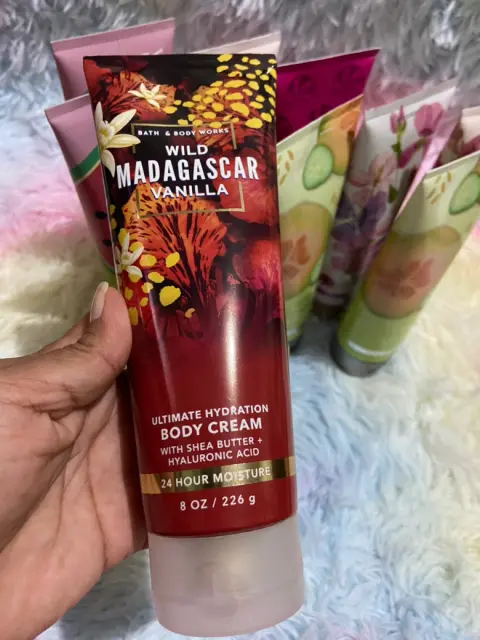 BATH & BODY WORKS
WILD
MADAGASCAR
VANILLA
ULTIMATE HYDRATION
BODY CREAM
WITH SHEA BUTTER +
HYALURONIC ACID
24 HOUR MOISTURE
8 OZ / 226 g